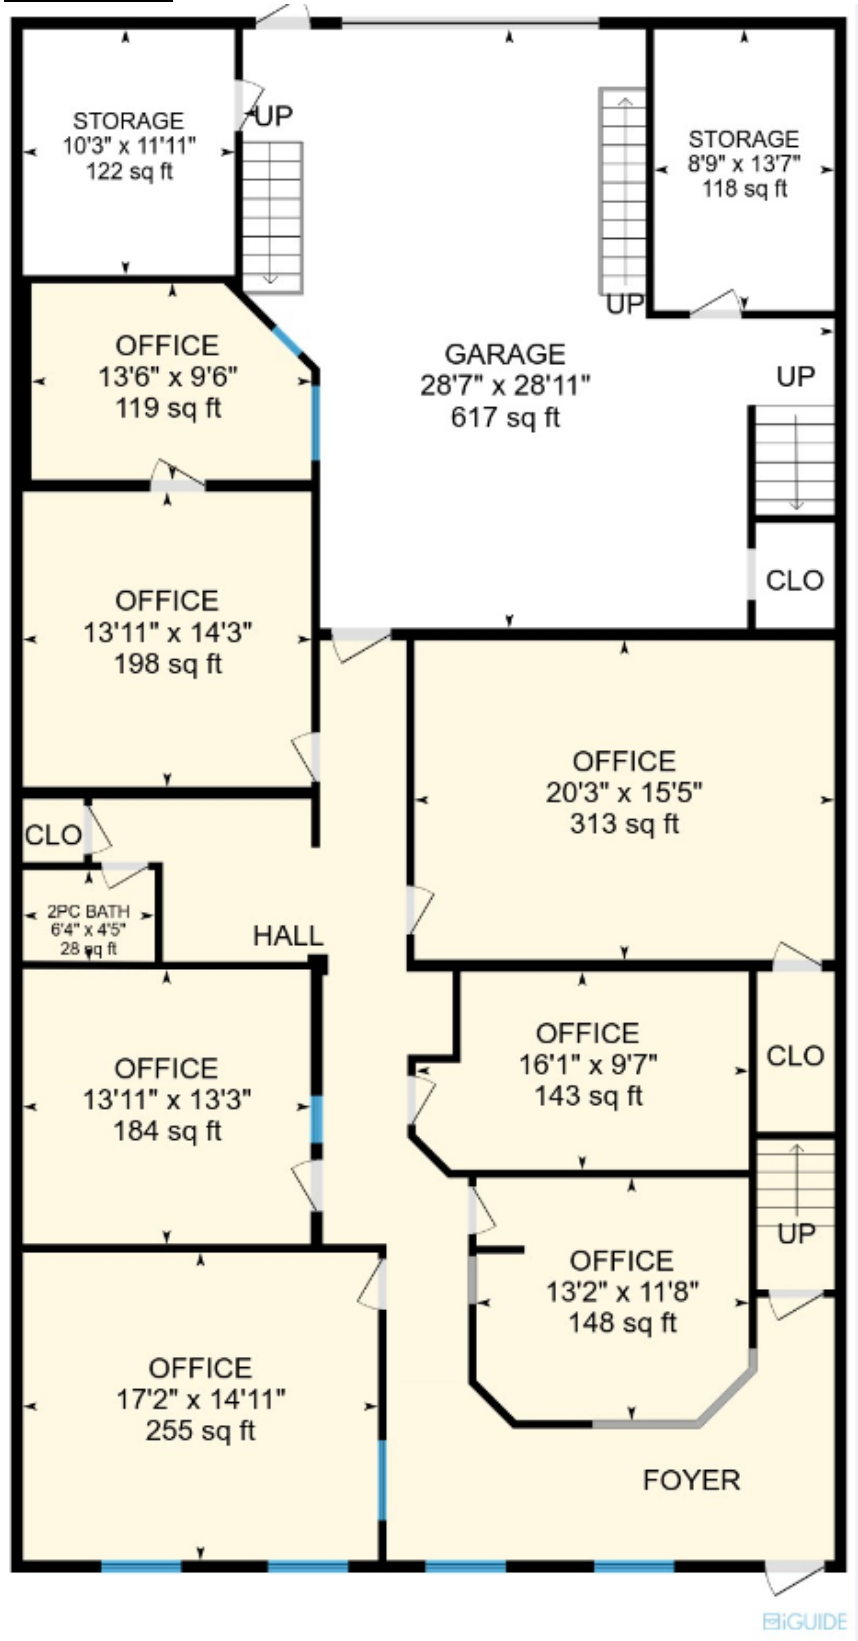 UP
STORAGE
10'3" x 11'11"
122 sq ft
STORAGE
8'9" x 13'7"
118 sq ft
UP
OFFICE
13'6" x 9'6"
119 sq ft
GARAGE
28'7" x 28'11"
617 sq ft
UP
CLO
OFFICE
13'11" x 14'3"
198 sq ft
OFFICE
20'3" x 15'5"
313 sq ft
CLO
2PC BATH
6'4" x 4'5"
28 sq ft
HALL
OFFICE
13'11" x 13'3"
184 sq ft
OFFICE
16'1" x 9'7"
143 sq ft
CLO
UP
OFFICE
13'2" x 11'8"
148 sq ft
OFFICE
17'2" x 14'11"
255 sq ft
FOYER
iGUIDE